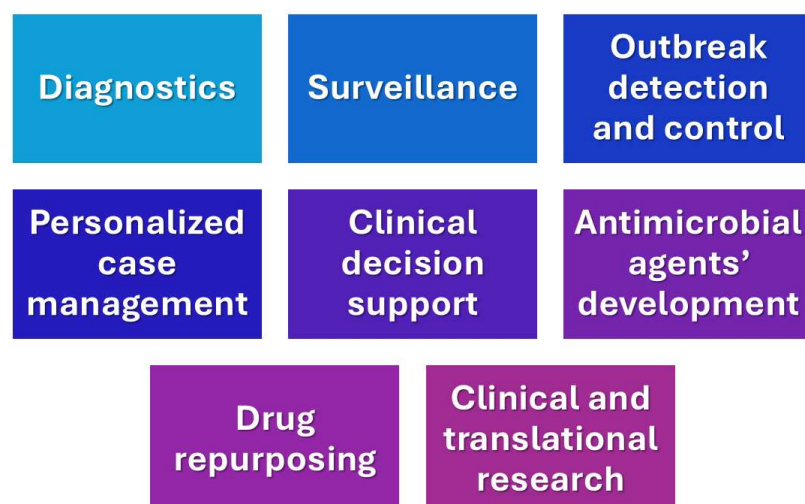 Diagnostics
Surveillance
Outbreak
detection
and control
Personalized
case
management
Clinical
decision
support
Antimicrobial
agents’
development
Drug
repurposing
Clinical and
translational
research